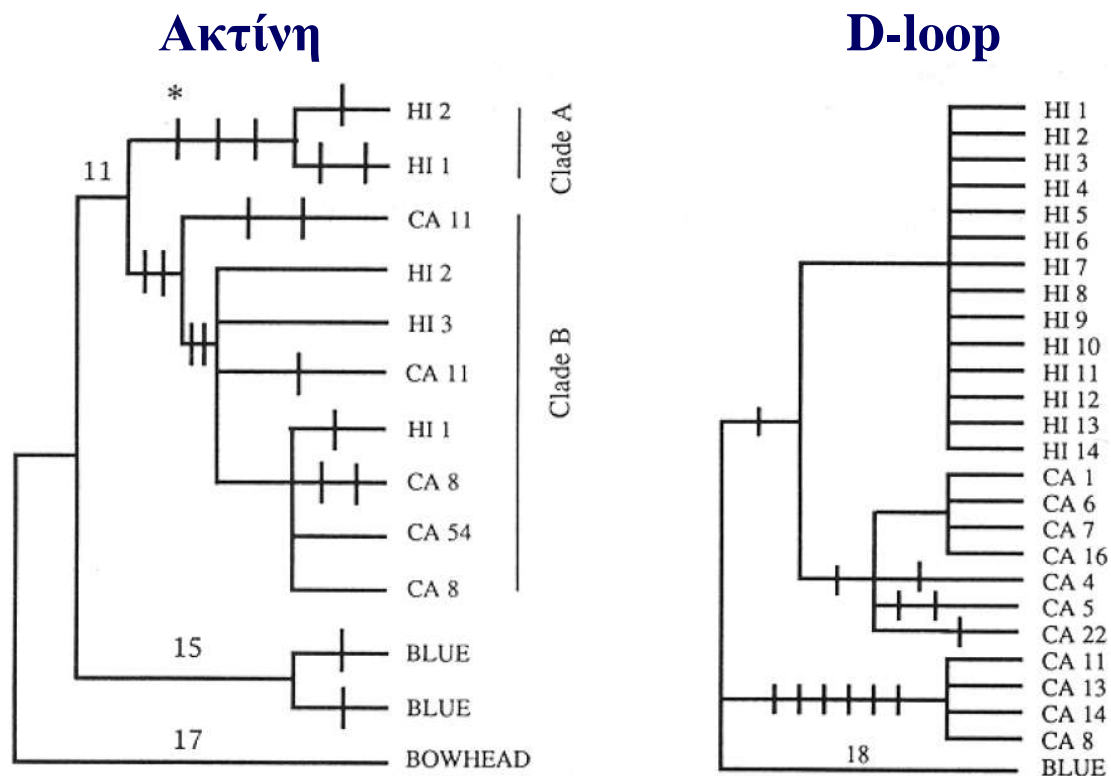 Ακτίνη
*
11
HI 2
HI 1
Clade A
CA 11
HI 2
HI 3
CA 11
HI 1
CA 8
CA 54
CA 8
Clade B
15
BLUE
BLUE
17
BOWHEAD
D-loop
HI 1
HI 2
HI 3
HI 4
HI 5
HI 6
HI 7
HI 8
HI 9
HI 10
HI 11
HI 12
HI 13
HI 14
CA 1
CA 6
CA 7
CA 16
CA 4
CA 5
CA 22
CA 11
CA 13
CA 14
CA 8
18
BLUE